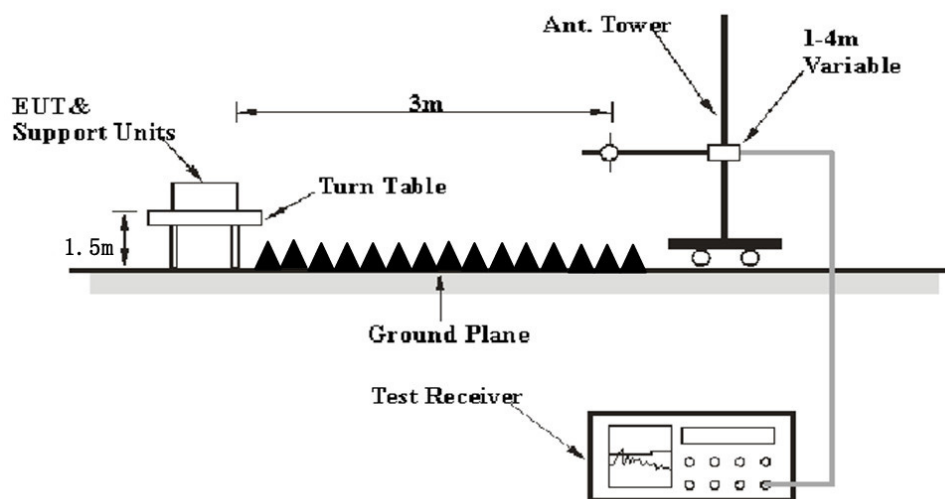 Ant. Tower
1-4m
Variable
3m
EUT&
Support Units
Turn Table
1.5m
Ground Plane
Test Receiver